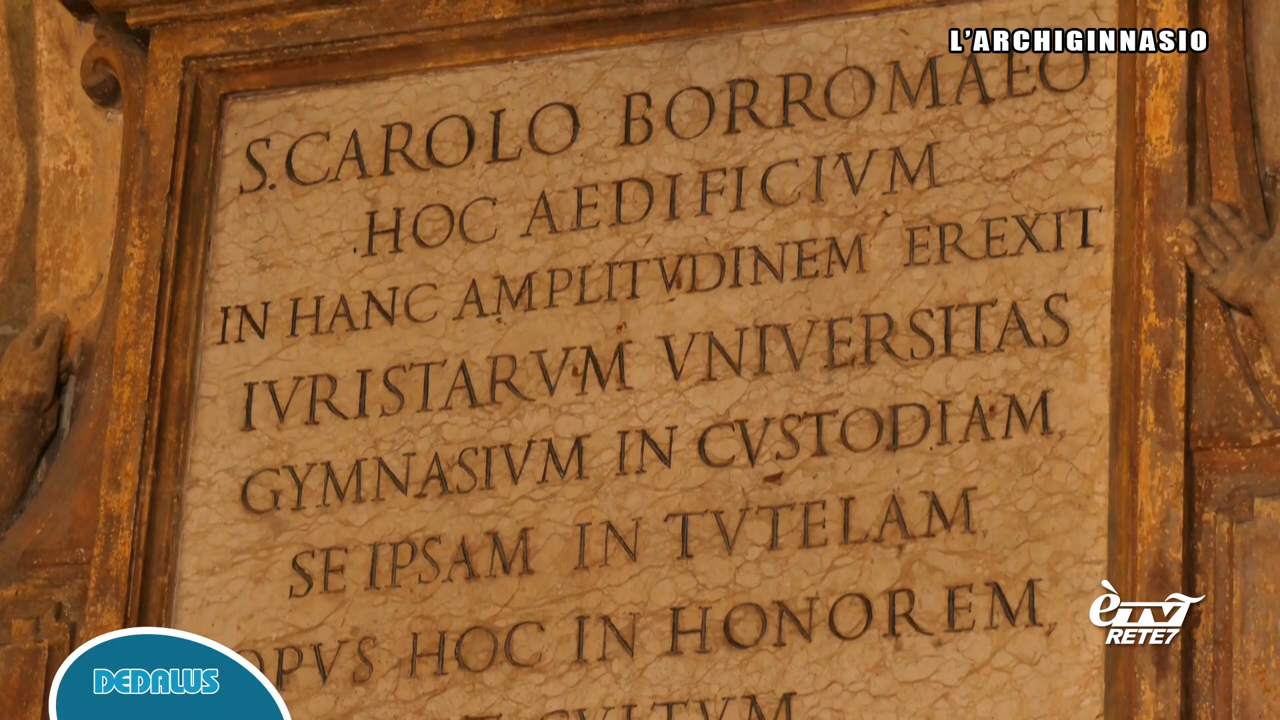 L'ARCHIGINNASIO
S. CAROLO BORROMAEO
HOC AEDIFICIVM
IN HANC AMPLITVDINEM EREXIT
IVRISTARVM VNIVERSITAS
GYMNASIVM IN CVSTODIAM
SE IPSAM IN TVTELAM
OPVS HOC IN HONOREM
CVLTVM
èTV
RETE7
DEDALUS